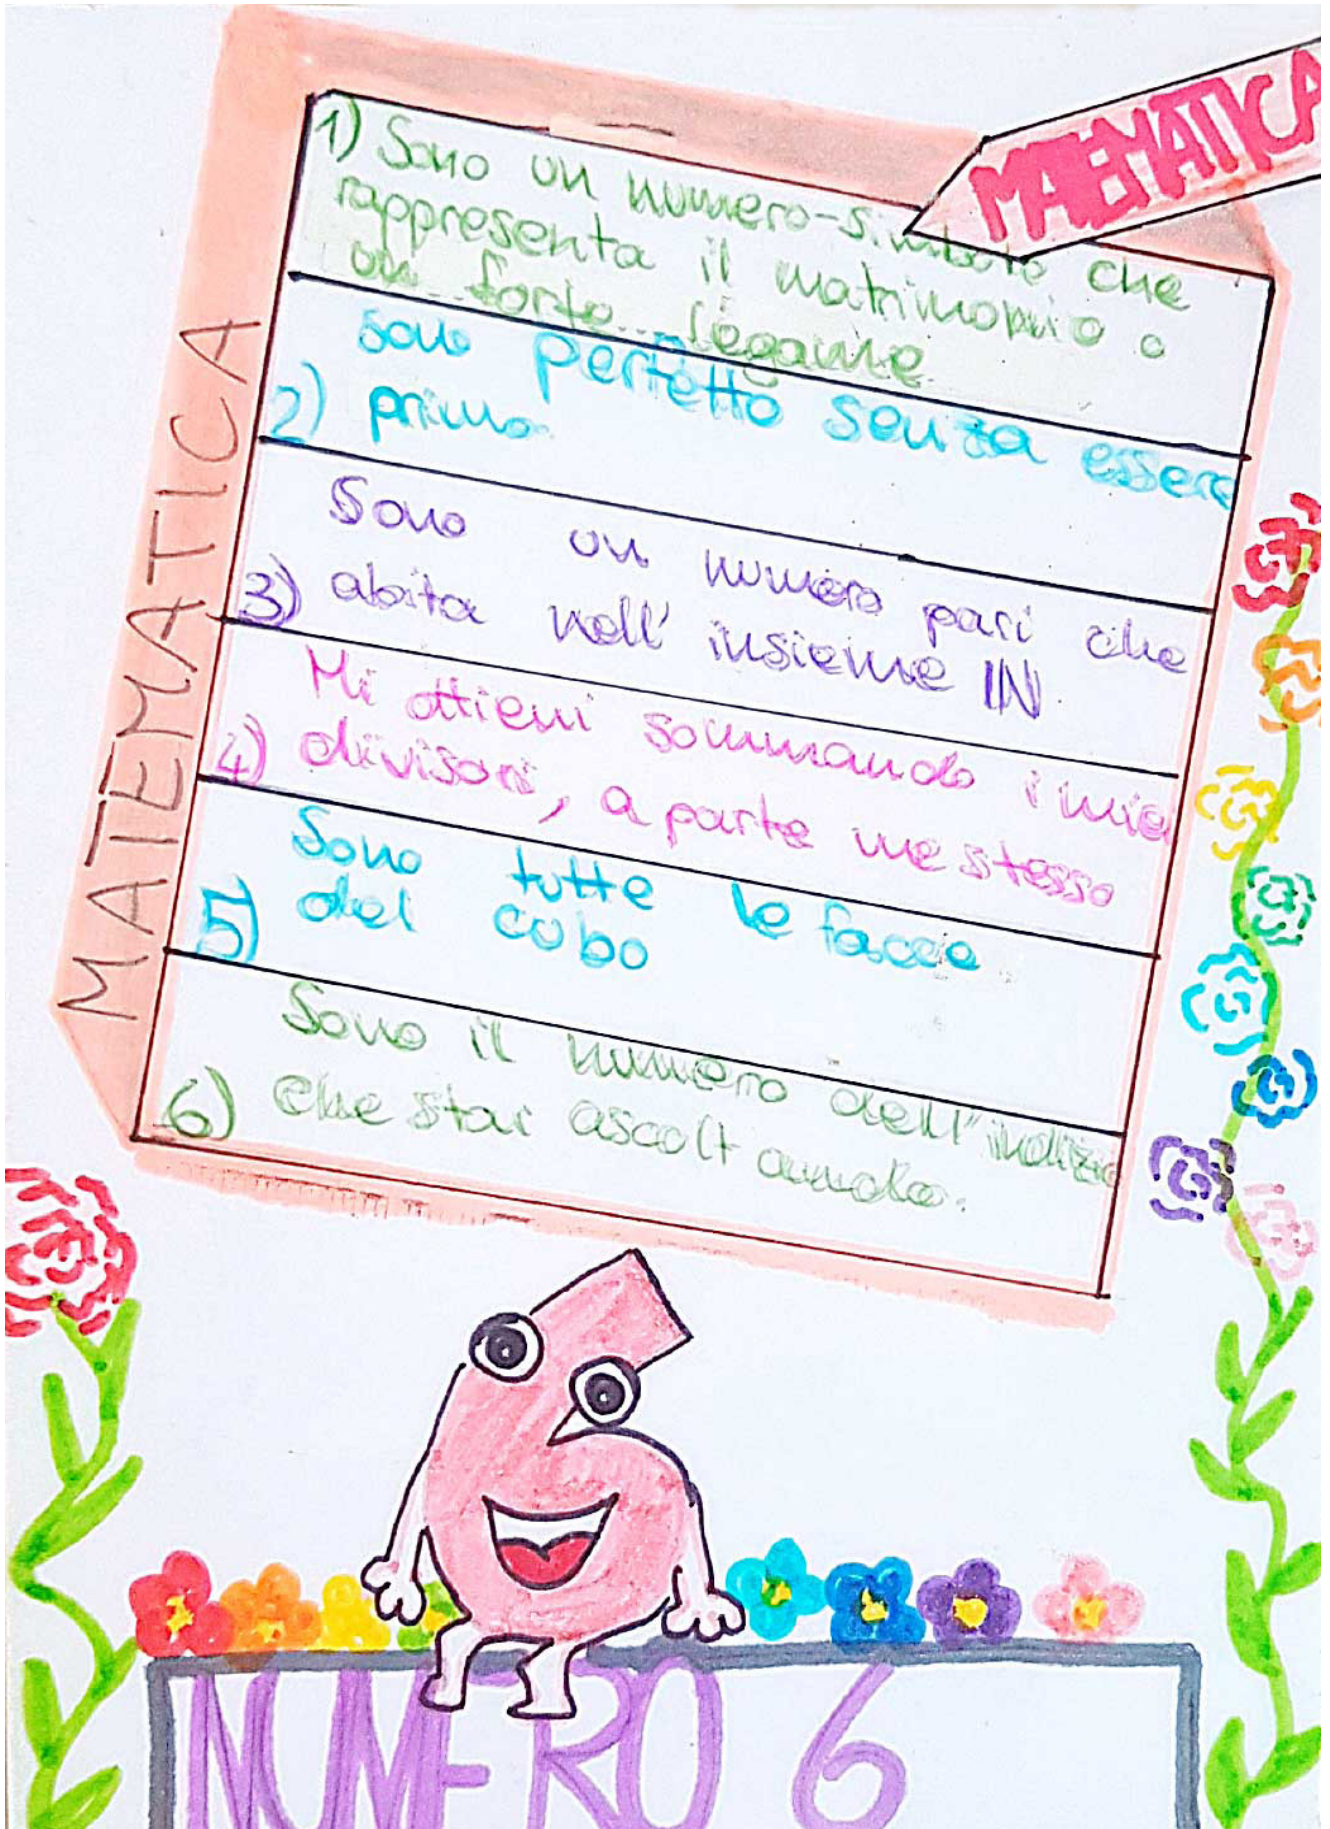 MATEMATICA
MATEMATICA
1) Sono un numero-simbolo che
rappresenta il matrimonio o
un forte legame
sono perfetto senza essere
2) primo
Sono un numero pari che
3) abita nell' insieme IN
Mi ottieni sommando i miei
4) divisori, a parte me stesso
Sono tutte le facce
5) del cubo
Sono il numero dell'indizio
6) che stai ascoltando.
NUMERO 6